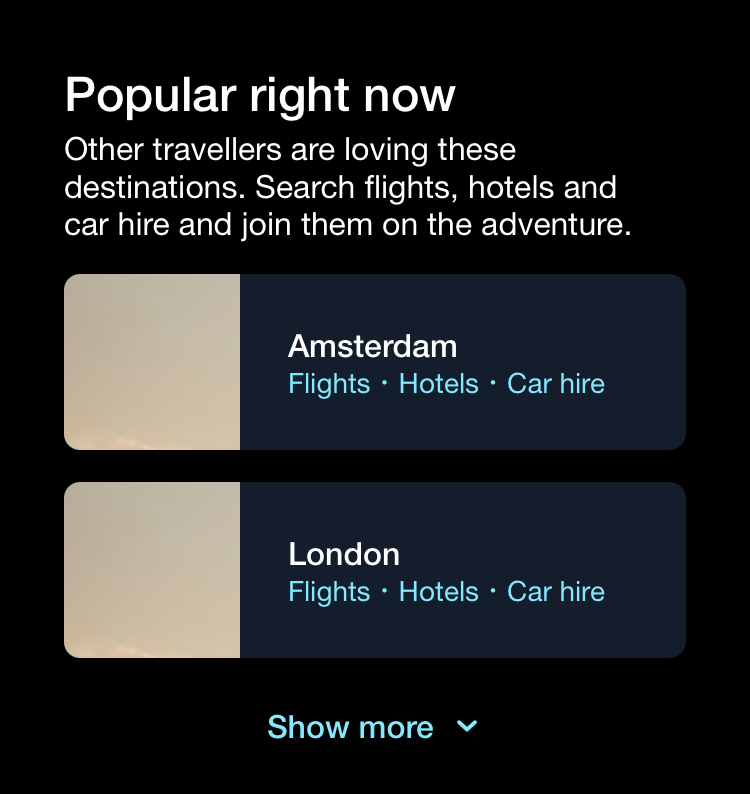 Popular right now
Other travellers are loving these
destinations. Search flights, hotels and
car hire and join them on the adventure.
Amsterdam
Flights · Hotels · Car hire
London
Flights · Hotels · Car hire
Show more